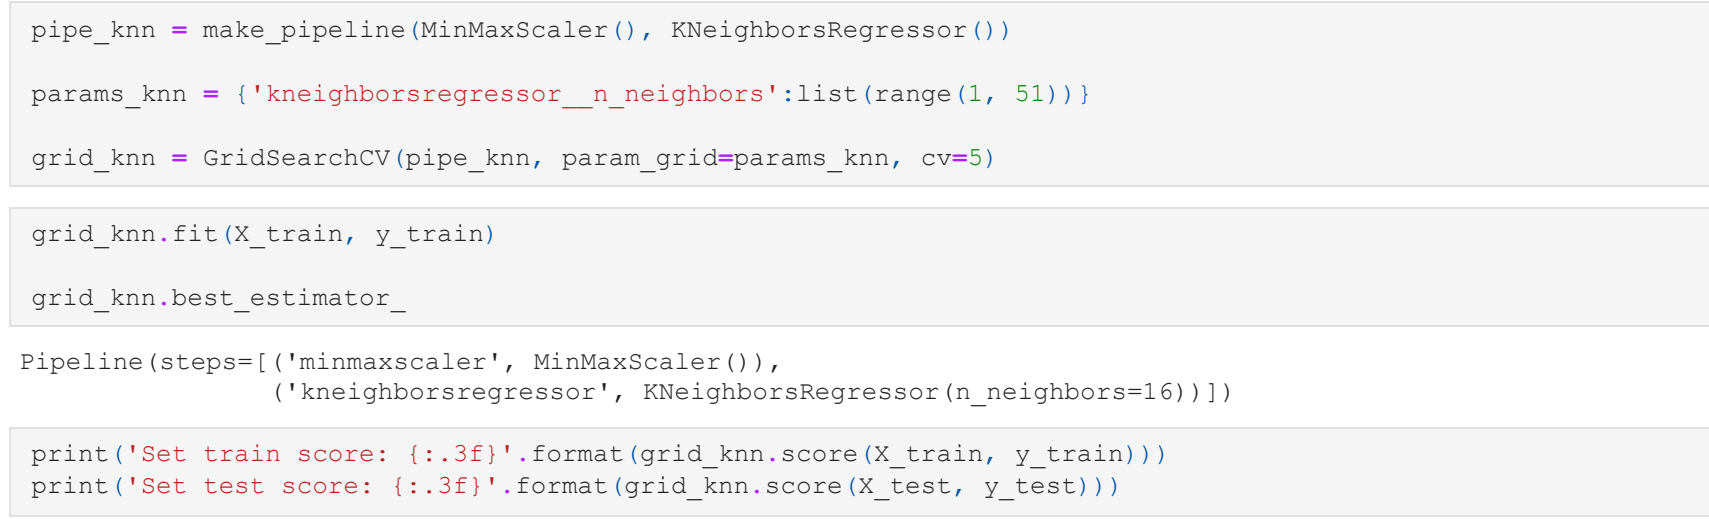 pipe_knn = make_pipeline(MinMaxScaler(), KNeighborsRegressor())
params_knn = {'kneighborsregressor__n_neighbors':list(range(1, 51))}
grid_knn = GridSearchCV(pipe_knn, param_grid=params_knn, cv=5)
grid_knn.fit(X_train, y_train)
grid_knn.best_estimator_
Pipeline(steps=[('minmaxscaler', MinMaxScaler()),
                ('kneighborsregressor', KNeighborsRegressor(n_neighbors=16))])
print('Set train score: {:.3f}'.format(grid_knn.score(X_train, y_train)))
print('Set test score: {:.3f}'.format(grid_knn.score(X_test, y_test)))